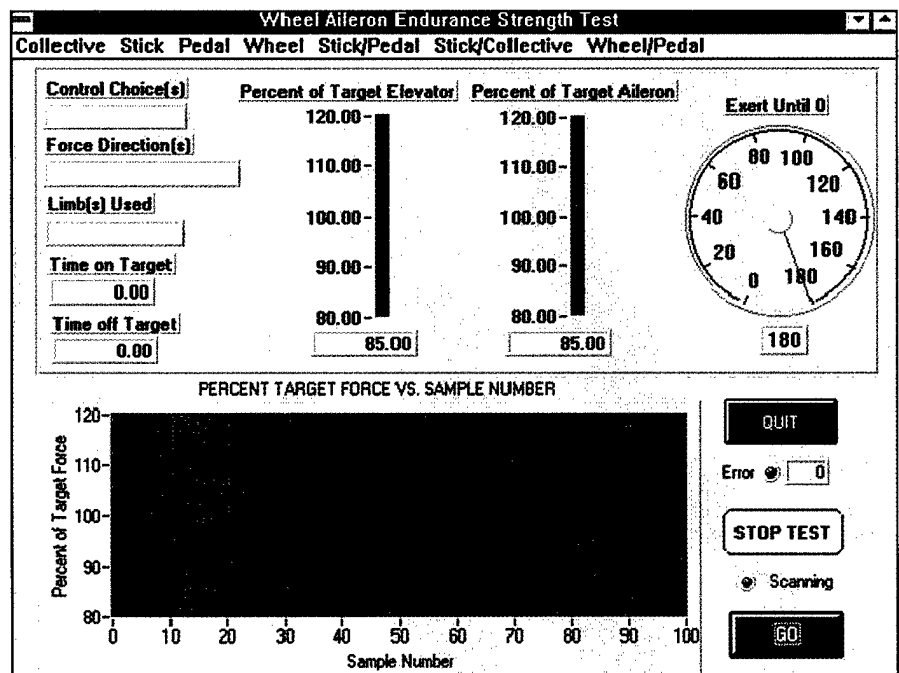 Wheel Aileron Endurance Strength Test
Collective Stick Pedal Wheel Stick/Pedal Stick/Collective Wheel/Pedal
Control Choice(s)
Force Direction(s)
Limb(s) Used
Time on Target
0.00
Time off Target
0.00
Percent of Target Elevator
120.00
110.00
100.00
90.00
80.00
85.00
Percent of Target Aileron
120.00
110.00
100.00
90.00
80.00
85.00
Exert Until 0
0
20
40
60
80
100
120
140
160
180
180
PERCENT TARGET FORCE VS. SAMPLE NUMBER
Percent of Target Force
120
110
100
90
80
0 10 20 30 40 50 60 70 80 90 100
Sample Number
QUIT
Error 0
STOP TEST
Scanning
GO